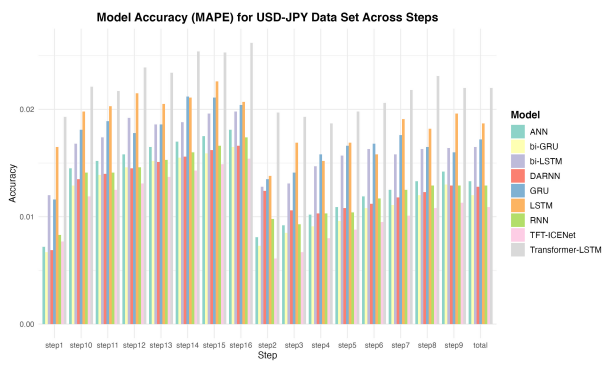 Model Accuracy (MAPE) for USD-JPY Data Set Across Steps
Accuracy
0.02
0.01
0.00
step1 step10 step11 step12 step13 step14 step15 step16 step2 step3 step4 step5 step6 step7 step8 step9 total
Step
Model
ANN
bi-GRU
bi-LSTM
DARNN
GRU
LSTM
RNN
TFT-ICENet
Transformer-LSTM